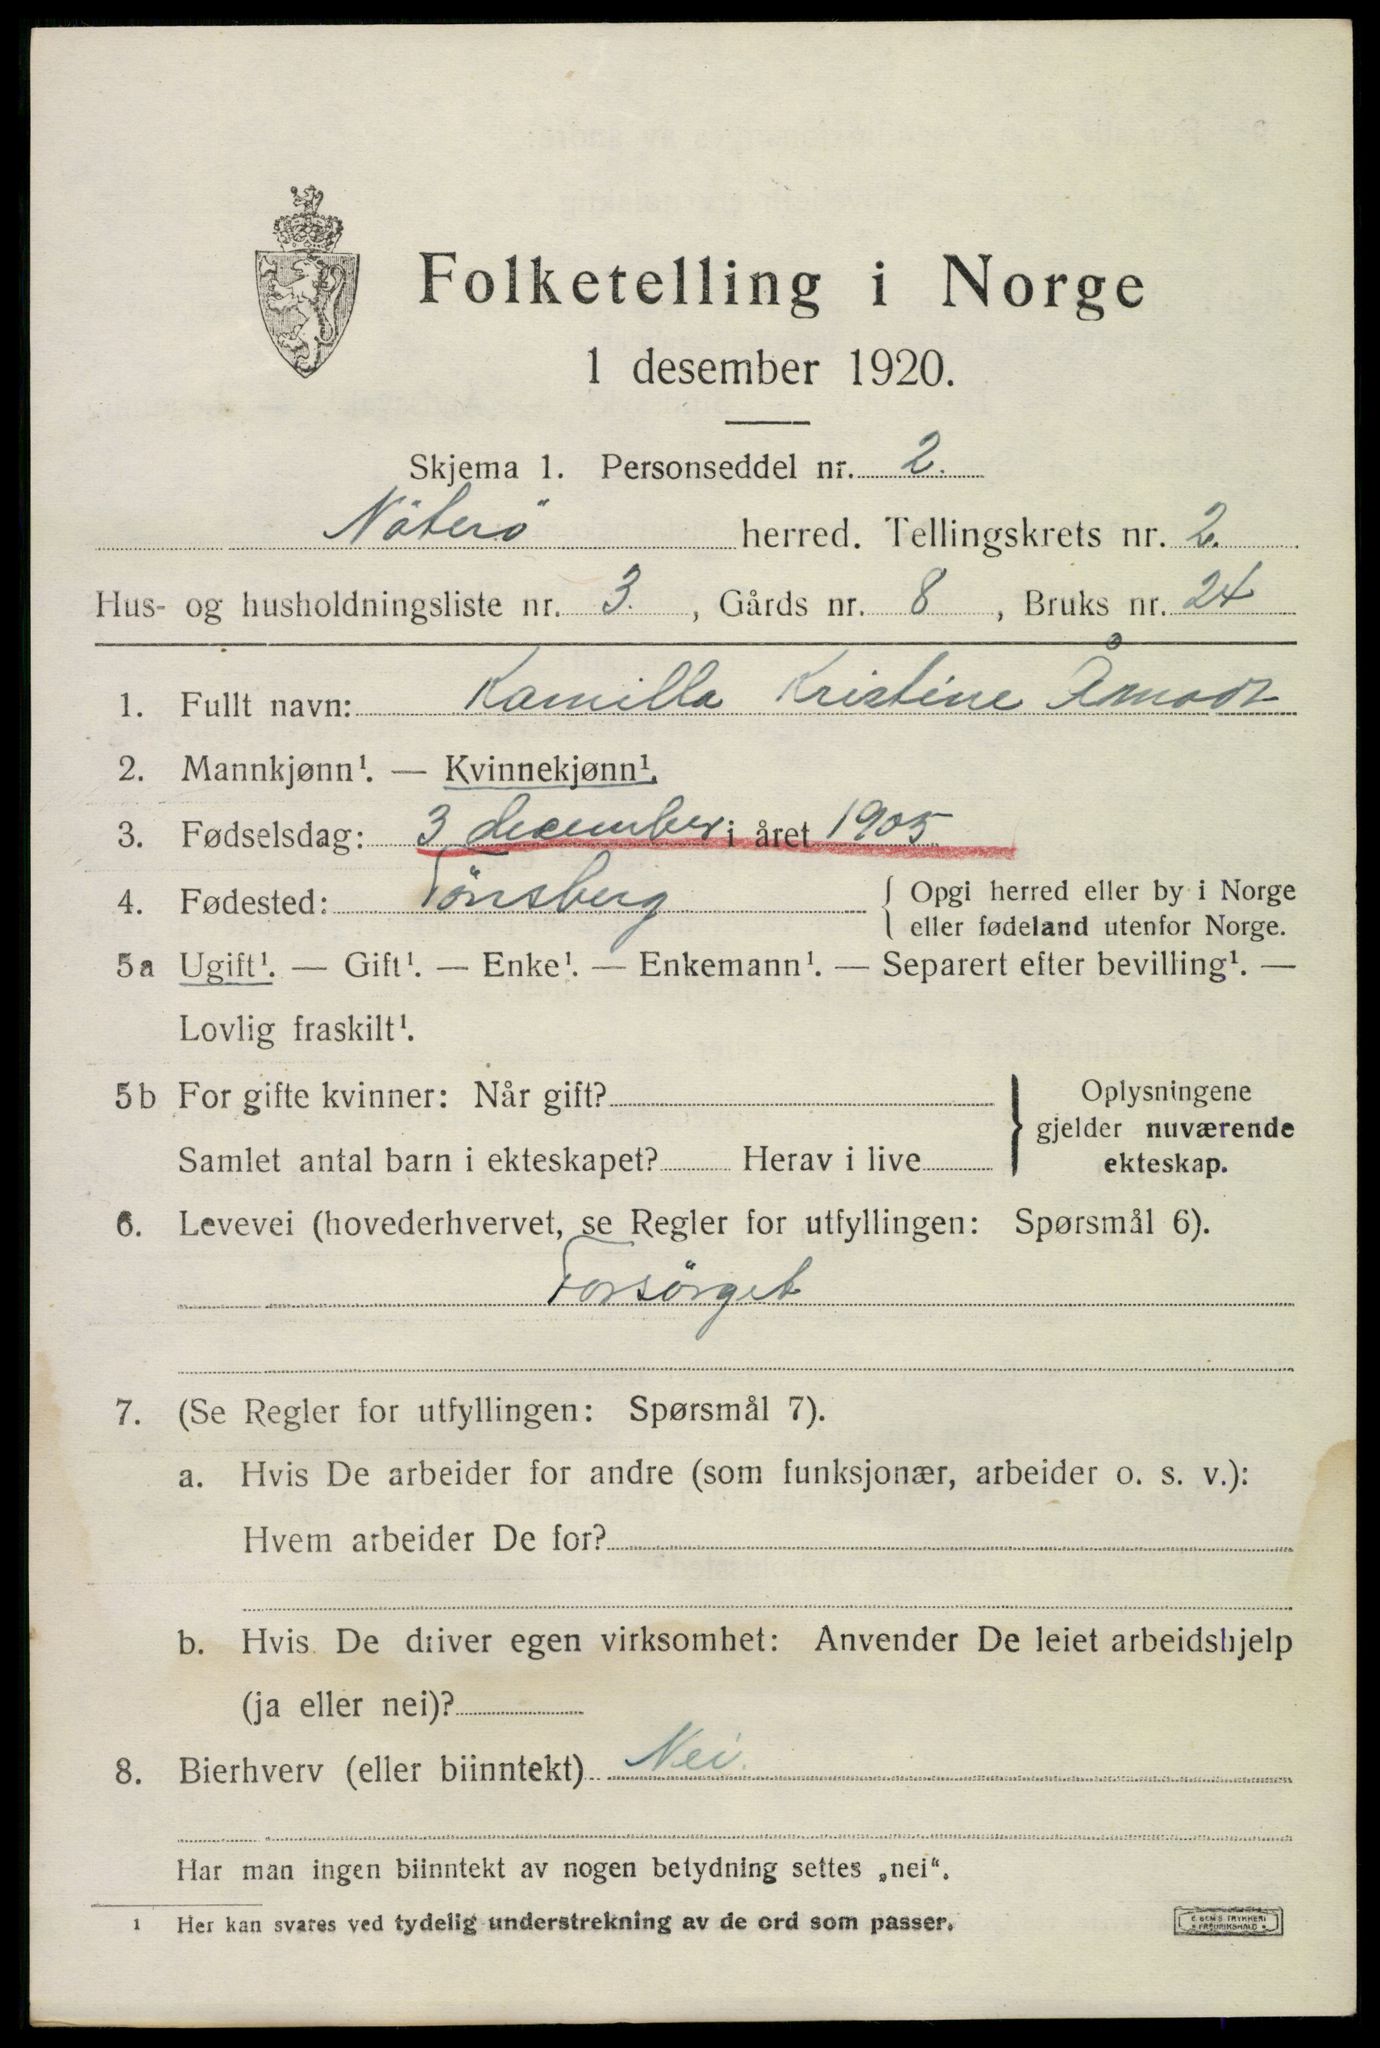 Folketelling i Norge
1 desember 1920.
Skjema 1. Personseddel nr. 2.
Nöterö herred. Tellingskrets nr. 2.
Hus- og husholdningsliste nr. 3. , Gårds nr. 8 , Bruks nr. 24
1. Fullt navn: Kamilla Kristine Åmodt
2. Mannkjønn¹. — Kvinnekjønn¹.
3. Fødselsdag: 3 december i året 1905
4. Fødested: Tönsberg { Opgi herred eller by i Norge
eller fødeland utenfor Norge.
5a Ugift¹. — Gift¹. — Enke¹. — Enkemann¹. — Separert efter bevilling¹. —
Lovlig fraskilt¹.
5b For gifte kvinner: Når gift? } Oplysningene
gjelder nuværende
Samlet antal barn i ekteskapet? Herav i live ekteskap.
6. Levevei (hovederhvervet, se Regler for utfyllingen: Spørsmål 6).
Forsörget
7. (Se Regler for utfyllingen: Spørsmål 7).
a. Hvis De arbeider for andre (som funksjonær, arbeider o. s. v.):
Hvem arbeider De for?
b. Hvis De driver egen virksomhet: Anvender De leiet arbeidshjelp
(ja eller nei)?
8. Bierhverv (eller biinntekt) Nei.
Har man ingen biinntekt av nogen betydning settes „nei“.
1 Her kan svares ved tydelig understrekning av de ord som passer.
E. SEMS TRYKKERI
FREDRIKSHALD